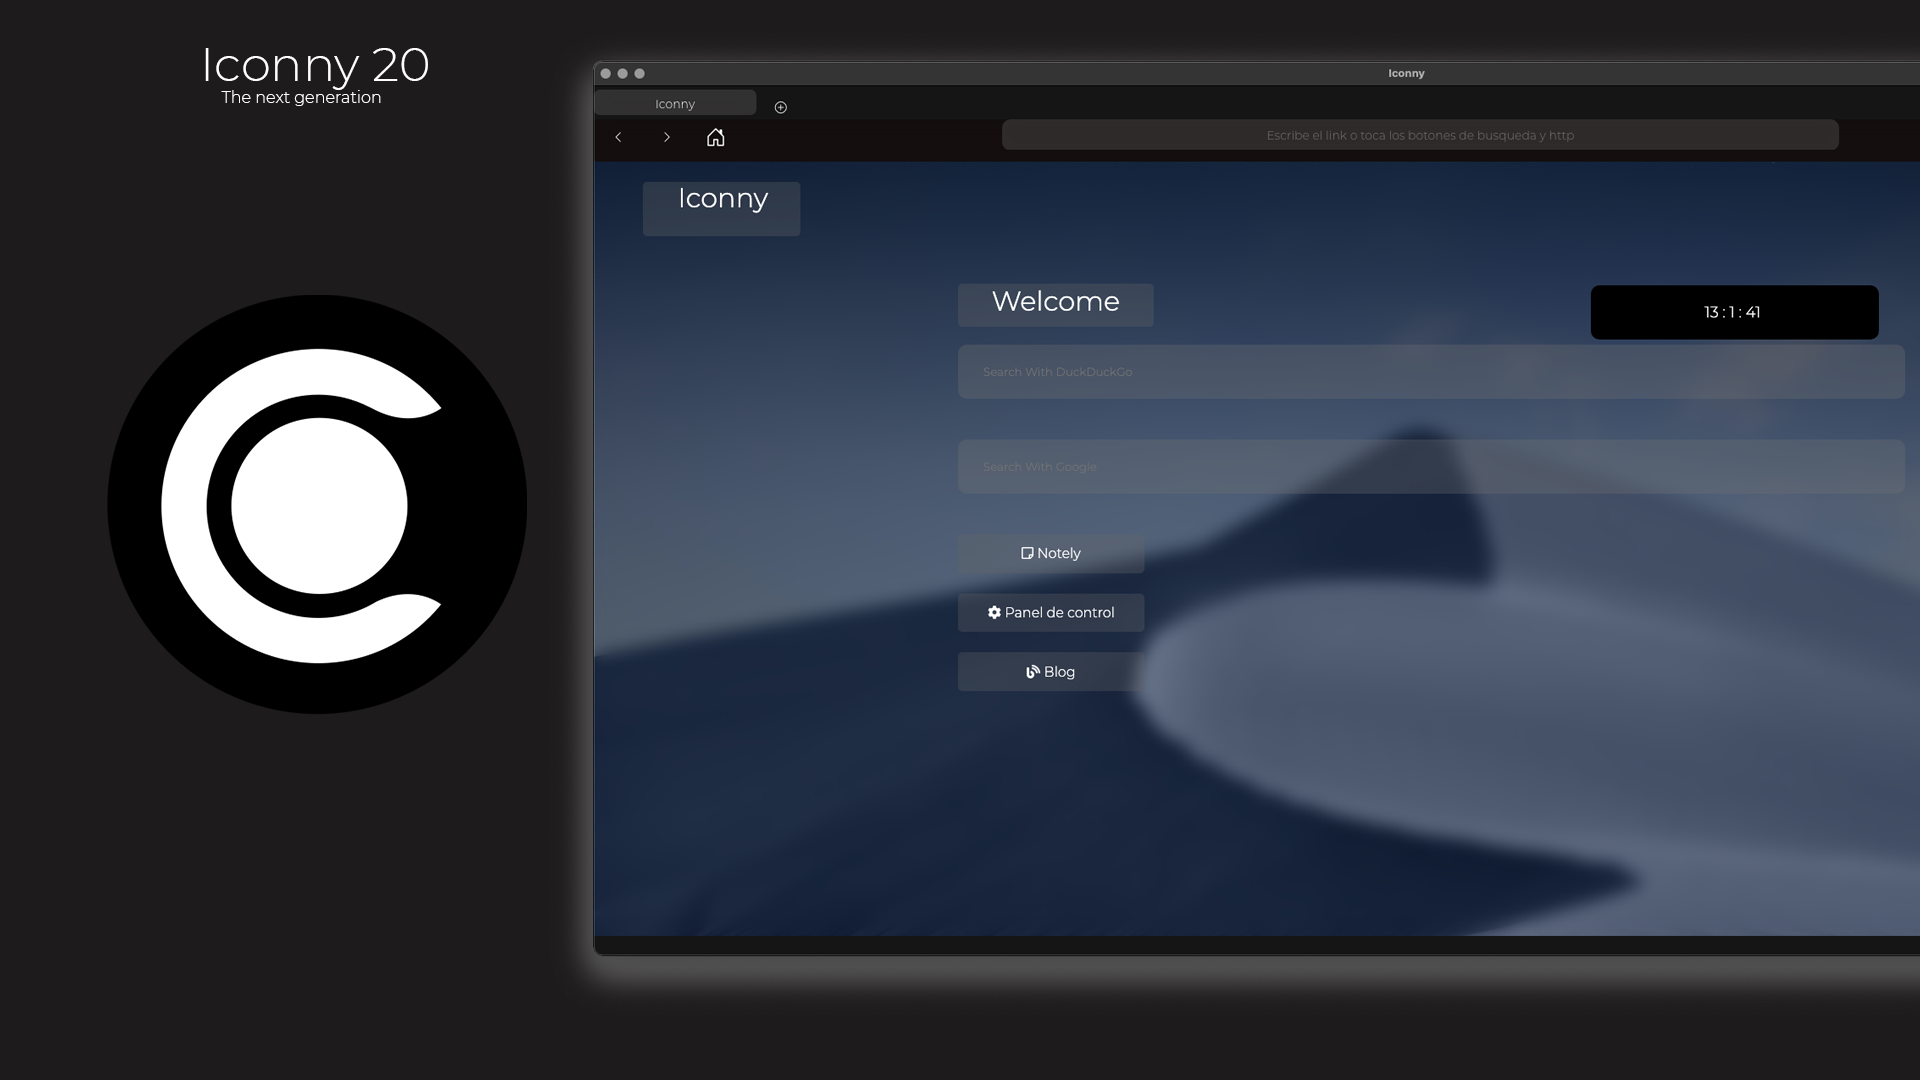 Iconny 20
The next generation
Iconny
Iconny
Escribe el link o toca los botones de busqueda y http
Iconny
Welcome
13 : 1 : 41
Search With DuckDuckGo
Search With Google
Notely
Panel de control
Blog